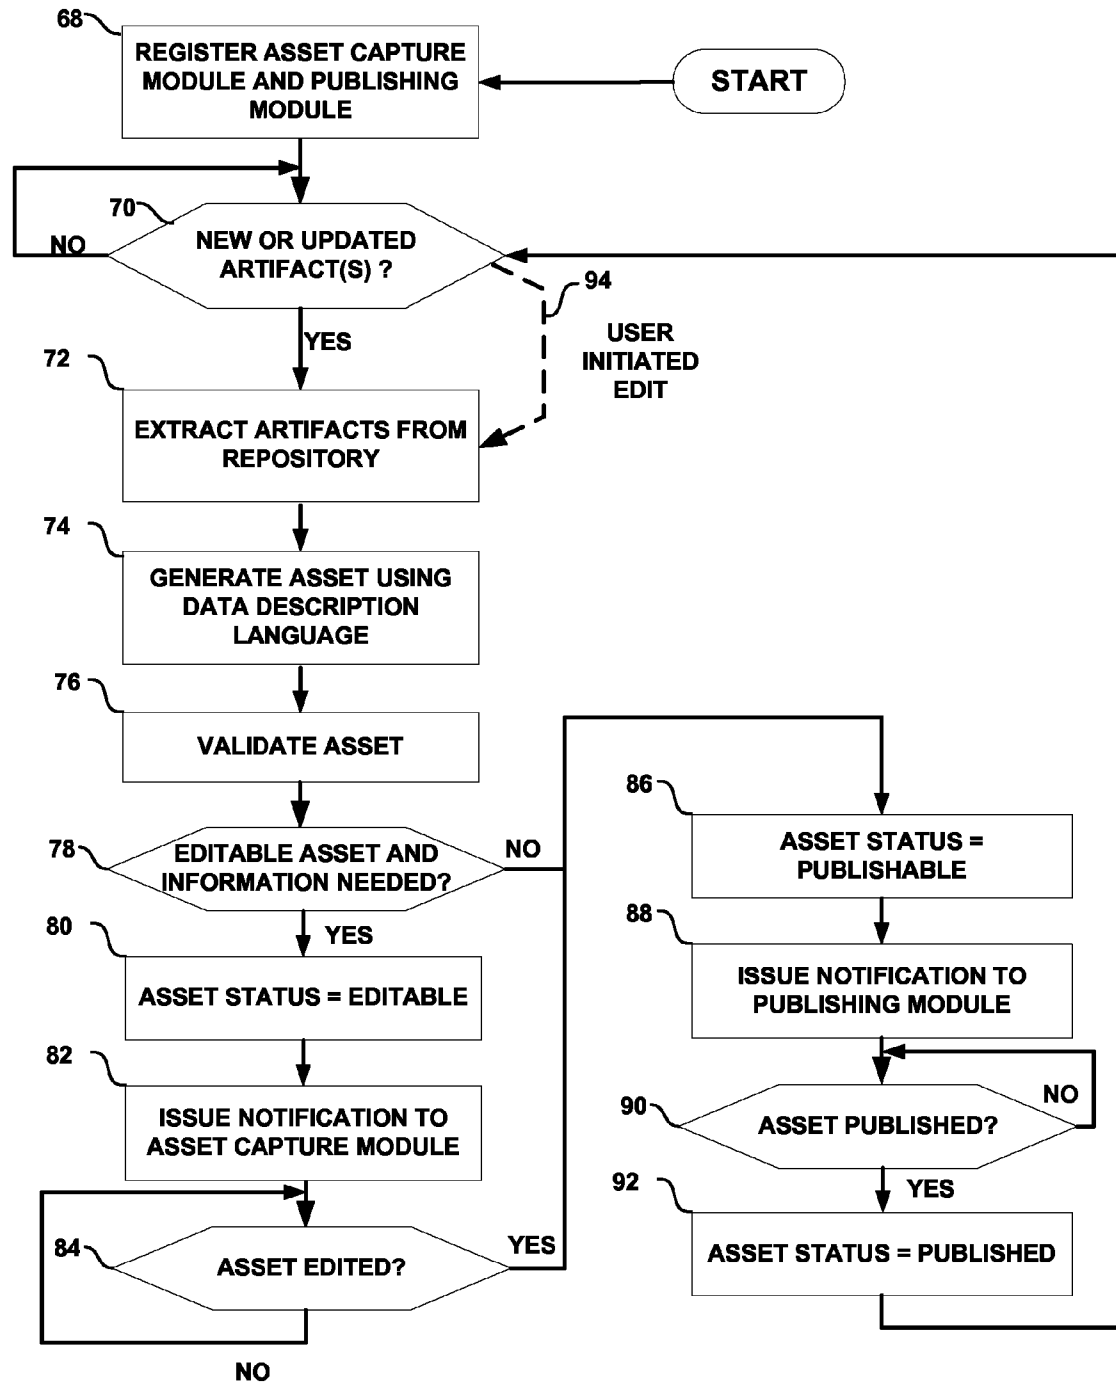 68
REGISTER ASSET CAPTURE
MODULE AND PUBLISHING
MODULE
START
70
NEW OR UPDATED
ARTIFACT(S) ?
NO
YES
94
USER
INITIATED
EDIT
72
EXTRACT ARTIFACTS FROM
REPOSITORY
74
GENERATE ASSET USING
DATA DESCRIPTION
LANGUAGE
76
VALIDATE ASSET
78
EDITABLE ASSET AND
INFORMATION NEEDED?
NO
YES
80
ASSET STATUS = EDITABLE
82
ISSUE NOTIFICATION TO
ASSET CAPTURE MODULE
84
ASSET EDITED?
YES
NO
86
ASSET STATUS =
PUBLISHABLE
88
ISSUE NOTIFICATION TO
PUBLISHING MODULE
90
ASSET PUBLISHED?
NO
YES
92
ASSET STATUS = PUBLISHED